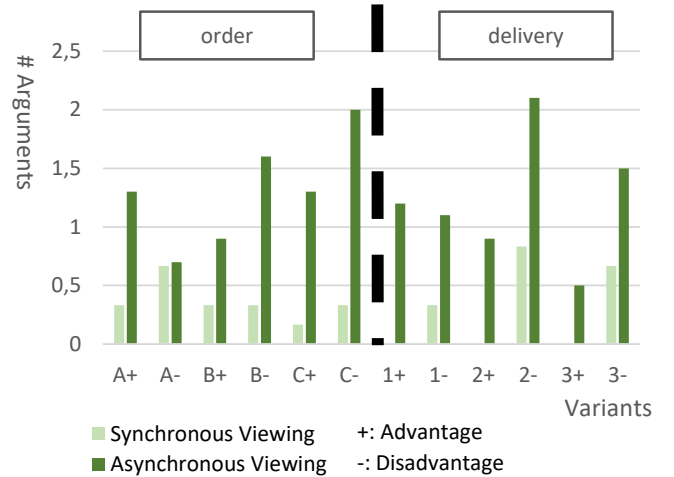 order
delivery
# Arguments
2,5
2
1,5
1
0,5
0
A+ A- B+ B- C+ C- 1+ 1- 2+ 2- 3+ 3-
Variants
Synchronous Viewing +: Advantage
Asynchronous Viewing -: Disadvantage